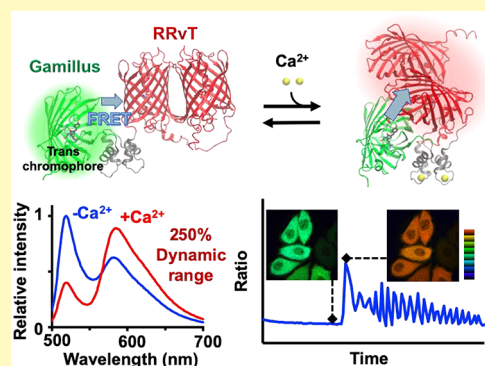 RRvT
Gamillus
Ca2+
FRET
Trans
chromophore
Relative intensity
1
0
-Ca2+
+Ca2+
250%
Dynamic
range
500
600
700
Wavelength (nm)
Ratio
Time